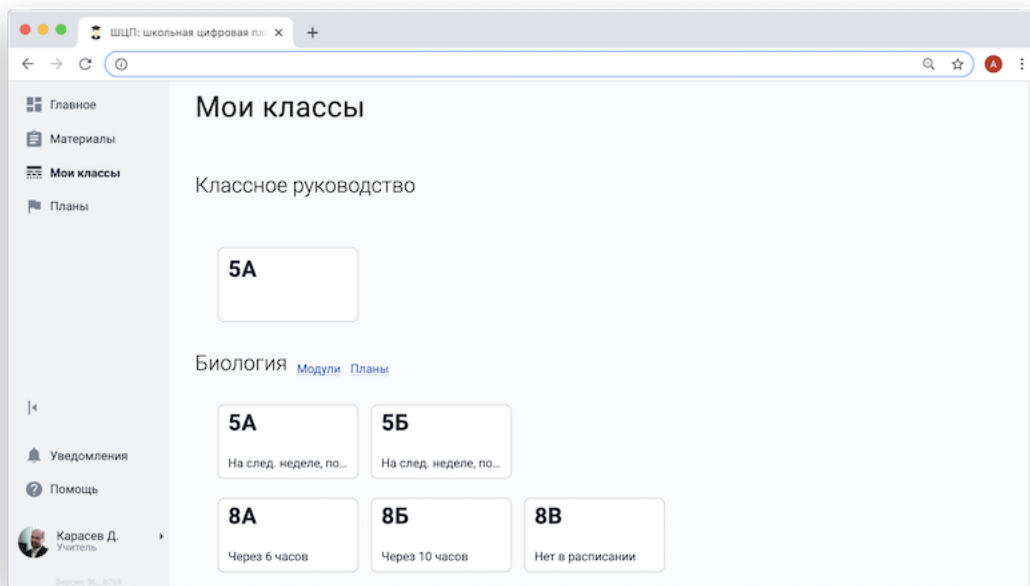 ШЦП: школьная цифровая пл
A
Главное
Материалы
Мои классы
Планы
Уведомления
Помощь
Карасев Д.
Учитель
Мои классы
Классное руководство
5А
Биология Модули Планы
5А 5Б
На след. неделе, по... На след. неделе, по...
8А 8Б 8В
Через 6 часов Через 10 часов Нет в расписании